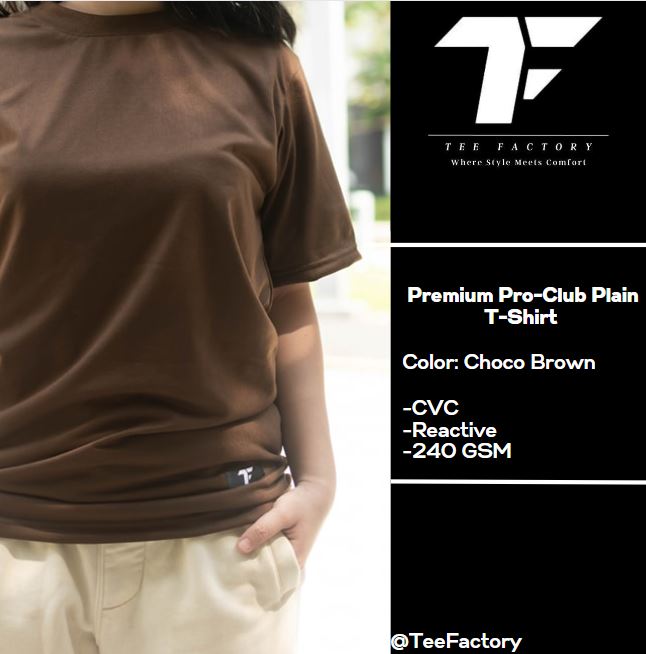 TF
TEE FACTORY
Where Style Meets Comfort
Premium Pro-Club Plain
T-Shirt
Color: Choco Brown
-CVC
-Reactive
-240 GSM
TF
@TeeFactory